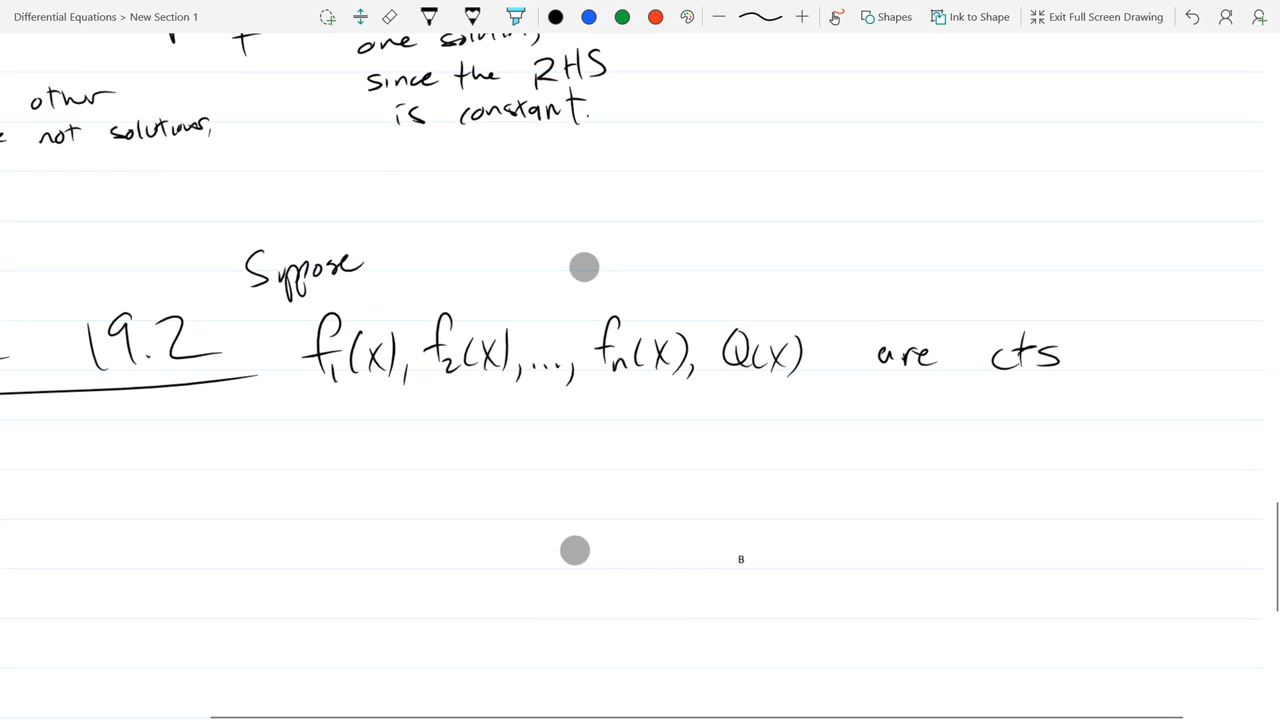 Differential Equations > New Section 1
Shapes
Ink to Shape
Exit Full Screen Drawing
one
since the RHS
is constant.
other
not solutions,
Suppose
19.2 f₁(x), f₂(x), ..., fₙ(x), Q(x) are cts
B